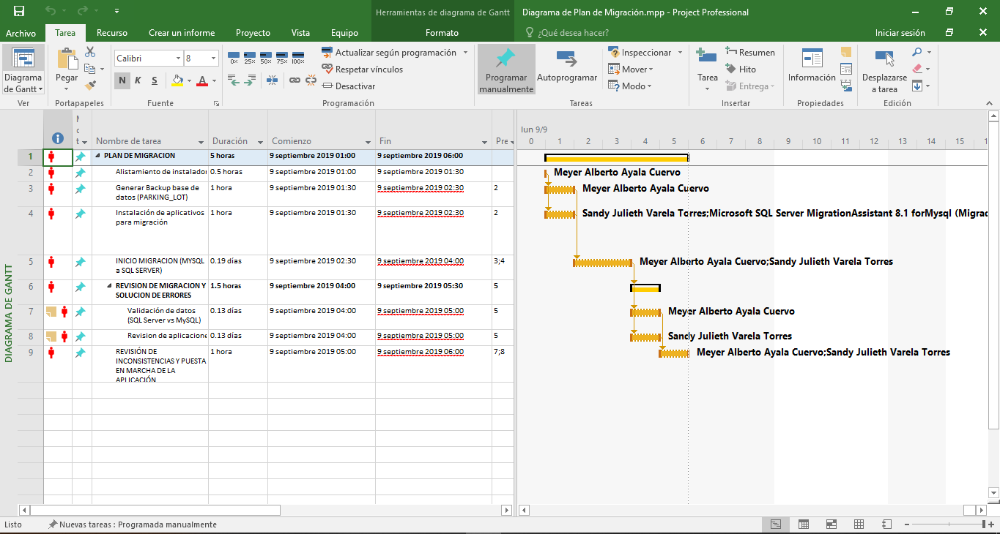 Herramientas de diagrama de Gantt
Diagrama de Plan de Migración.mpp - Project Professional
Archivo
Tarea
Recurso
Crear un informe
Proyecto
Vista
Equipo
Formato
¿Qué desea hacer?
Iniciar sesión
Diagrama
de Gantt
Ver
Pegar
Portapapeles
Calibri
8
N K S
A
Fuente
0% 25% 50% 75% 100%
Actualizar según programación
Respetar vínculos
Desactivar
Programación
Programar
manualmente
Autoprogramar
Inspeccionar
Mover
Modo
Tareas
Tarea
Resumen
Hito
Entrega
Insertar
Información
Propiedades
Desplazarse
a tarea
Edición
Nombre de tarea
Duración
Comienzo
Fin
Pre
lun 9/9
0 1 2 3 4 5 6 7 8 9 10 11 12 13 14 15 1
1 PLAN DE MIGRACION 5 horas 9 septiembre 2019 01:00 9 septiembre 2019 06:00
2 Alistamiento de instalador 0.5 horas 9 septiembre 2019 01:00 9 septiembre 2019 01:30
Meyer Alberto Ayala Cuervo
3 Generar Backup base de
datos (PARKING_LOT)
1 hora 9 septiembre 2019 01:30 9 septiembre 2019 02:30 2
Meyer Alberto Ayala Cuervo
4 Instalación de aplicativos
para migración
1 hora 9 septiembre 2019 01:30 9 septiembre 2019 02:30 2
Sandy Julieth Varela Torres;Microsoft SQL Server MigrationAssistant 8.1 forMysql (Migrac
5 INICIO MIGRACION (MYSQL
a SQL SERVER)
0.19 días 9 septiembre 2019 02:30 9 septiembre 2019 04:00 3;4
Meyer Alberto Ayala Cuervo;Sandy Julieth Varela Torres
6 REVISION DE MIGRACION Y
SOLUCION DE ERRORES
1.5 horas 9 septiembre 2019 04:00 9 septiembre 2019 05:30 5
7 Validación de datos
(SQL Server vs MySQL)
0.13 días 9 septiembre 2019 04:00 9 septiembre 2019 05:00 5
Meyer Alberto Ayala Cuervo
8 Revision de aplicacione 0.13 días 9 septiembre 2019 04:00 9 septiembre 2019 05:00 5
Sandy Julieth Varela Torres
9 REVISIÓN DE
INCONSISTENCIAS Y PUESTA
EN MARCHA DE LA
APLICACIÓN
1 hora 9 septiembre 2019 05:00 9 septiembre 2019 06:00 7;8
Meyer Alberto Ayala Cuervo;Sandy Julieth Varela Torres
DIAGRAMA DE GANTT
Listo
Nuevas tareas : Programada manualmente